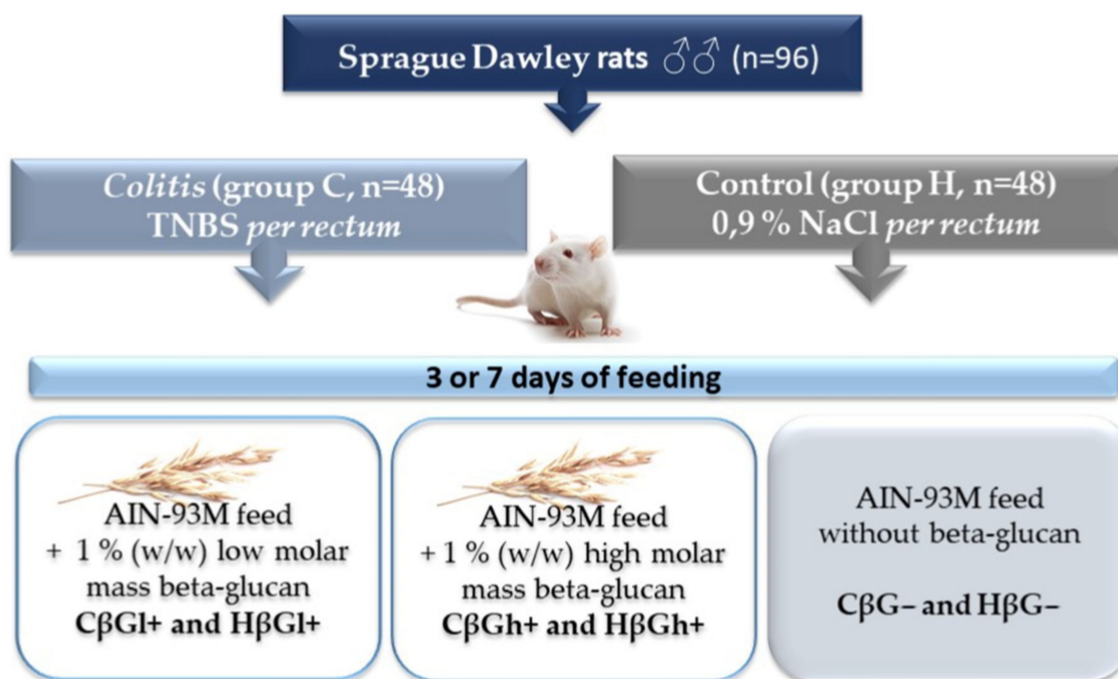 Sprague Dawley rats ♂♂ (n=96)
Colitis (group C, n=48)
TNBS per rectum
Control (group H, n=48)
0,9 % NaCl per rectum
3 or 7 days of feeding
AIN-93M feed
+ 1 % (w/w) low molar
mass beta-glucan
CβGl+ and HβGl+
AIN-93M feed
+ 1 % (w/w) high molar
mass beta-glucan
CβGh+ and HβGh+
AIN-93M feed
without beta-glucan
CβG– and HβG–